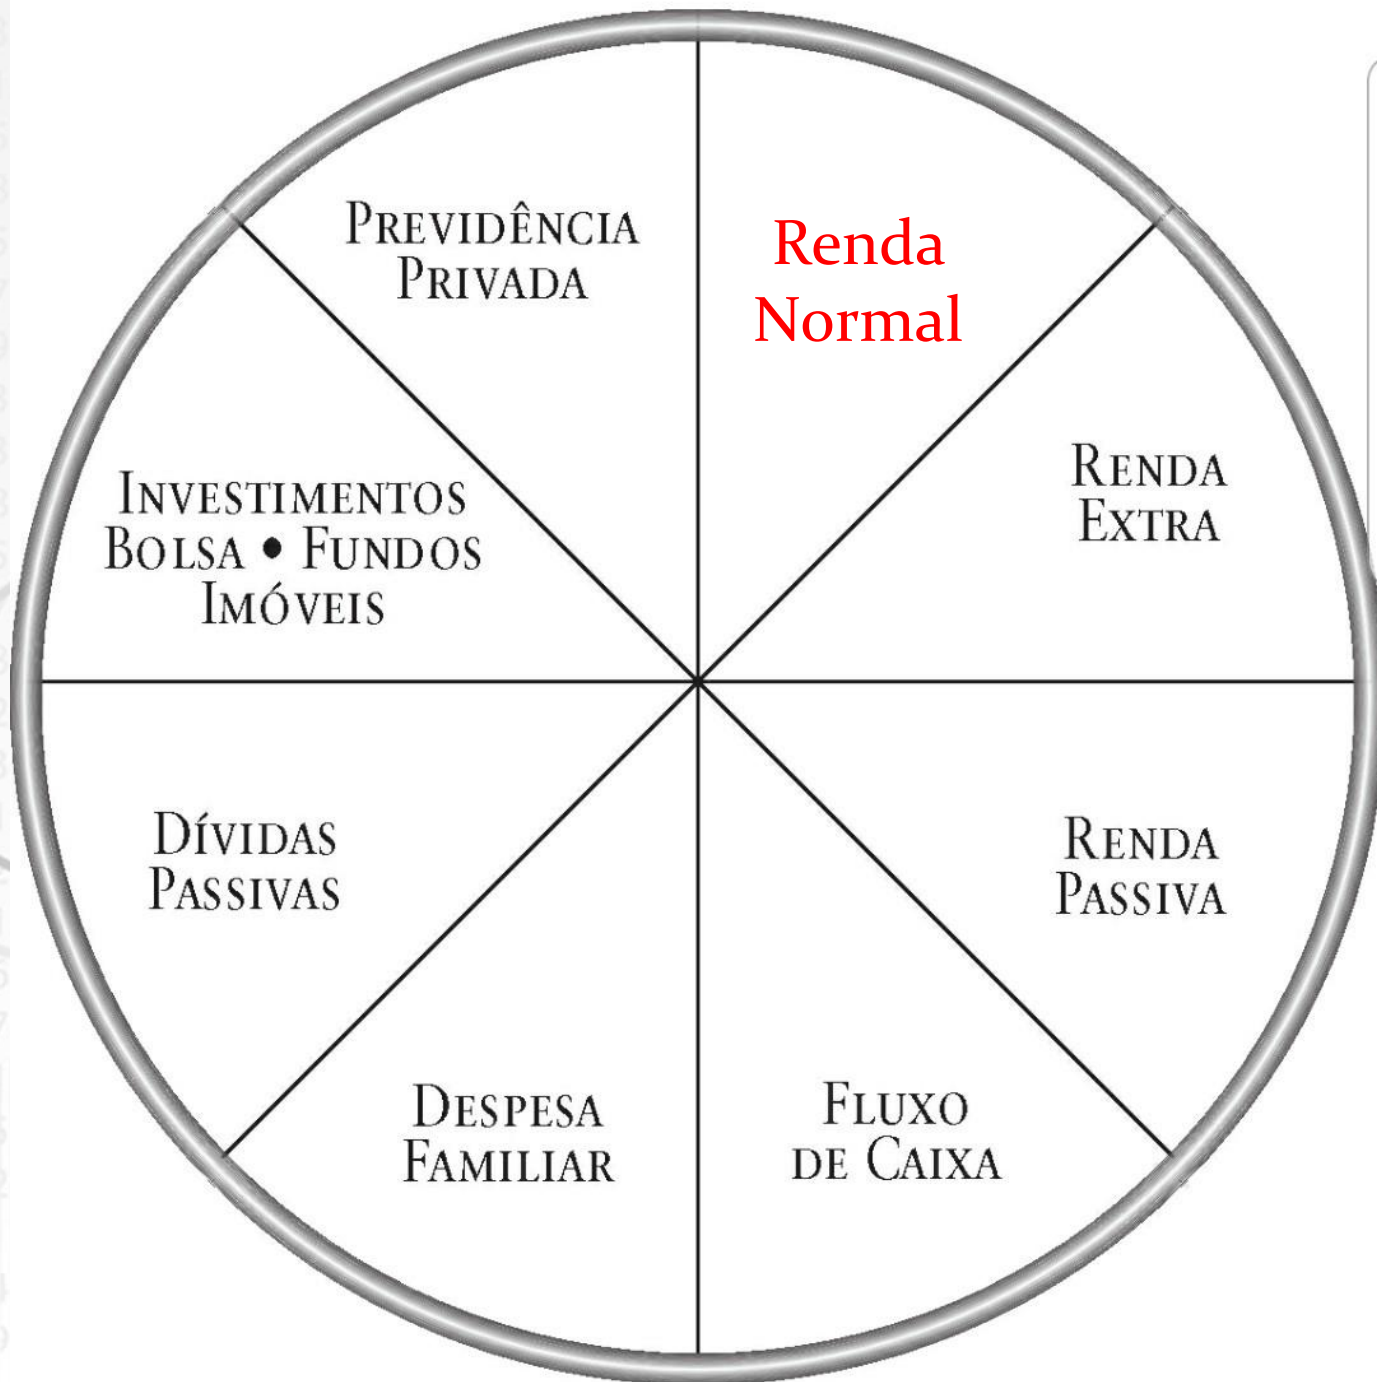 Previdência
Privada
Renda
Normal
Renda
Extra
Investimentos
Bolsa • Fundos
Imóveis
Dívidas
Passivas
Renda
Passiva
Despesa
Familiar
Fluxo
de Caixa